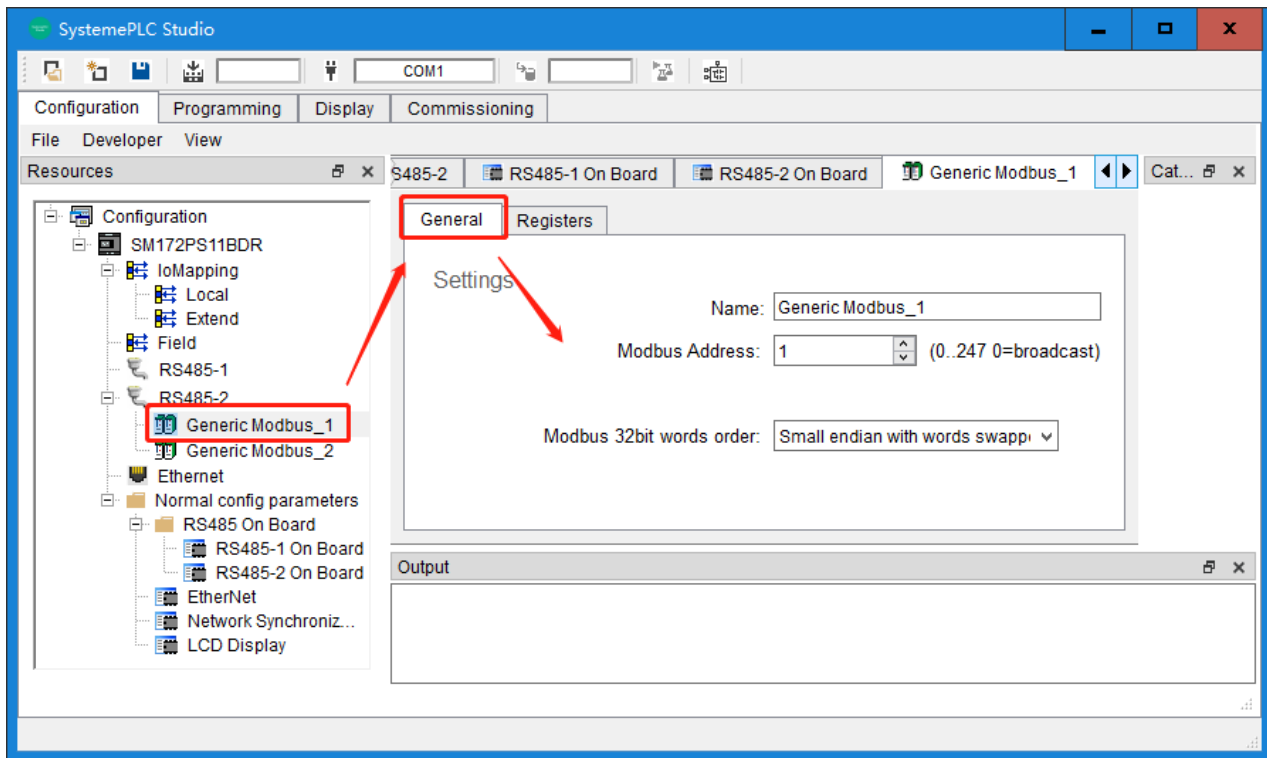 SystemePLC Studio
COM1
Configuration Programming Display Commissioning
File Developer View
Resources
S485-2 RS485-1 On Board RS485-2 On Board Generic Modbus_1 Cat...
Configuration
SM172PS11BDR
IoMapping
Local
Extend
Field
RS485-1
RS485-2
Generic Modbus_1
Generic Modbus_2
Ethernet
Normal config parameters
RS485 On Board
RS485-1 On Board
RS485-2 On Board
EtherNet
Network Synchroniz...
LCD Display
General Registers
Settings
Name: Generic Modbus_1
Modbus Address: 1 (0..247 0=broadcast)
Modbus 32bit words order: Small endian with words swapp
Output